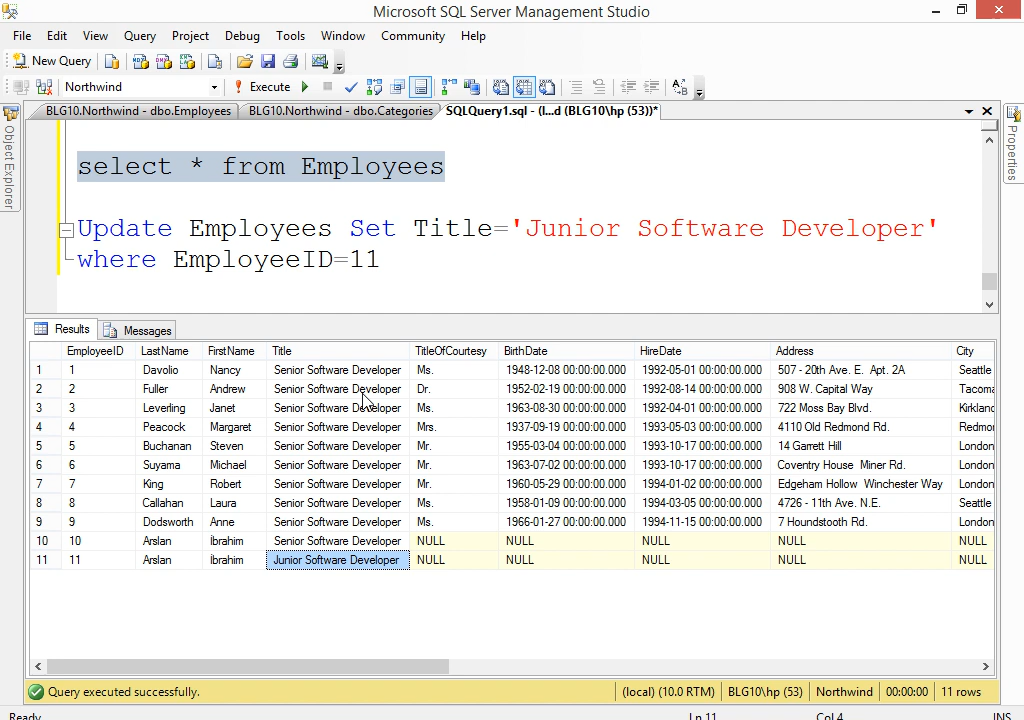 Microsoft SQL Server Management Studio
File Edit View Query Project Debug Tools Window Community Help
New Query
Northwind Execute
BLG10.Northwind - dbo.Employees BLG10.Northwind - dbo.Categories SQLQuery1.sql - (l...d (BLG10\hp (53))*
Object Explorer
Properties
select * from Employees
Update Employees Set Title='Junior Software Developer'
where EmployeeID=11
Results Messages
EmployeeID LastName FirstName Title TitleOfCourtesy BirthDate HireDate Address City
1 1 Davolio Nancy Senior Software Developer Ms. 1948-12-08 00:00:00.000 1992-05-01 00:00:00.000 507 - 20th Ave. E. Apt. 2A Seattle
2 2 Fuller Andrew Senior Software Developer Dr. 1952-02-19 00:00:00.000 1992-08-14 00:00:00.000 908 W. Capital Way Tacoma
3 3 Leverling Janet Senior Software Developer Ms. 1963-08-30 00:00:00.000 1992-04-01 00:00:00.000 722 Moss Bay Blvd. Kirklanc
4 4 Peacock Margaret Senior Software Developer Mrs. 1937-09-19 00:00:00.000 1993-05-03 00:00:00.000 4110 Old Redmond Rd. Redmo
5 5 Buchanan Steven Senior Software Developer Mr. 1955-03-04 00:00:00.000 1993-10-17 00:00:00.000 14 Garrett Hill London
6 6 Suyama Michael Senior Software Developer Mr. 1963-07-02 00:00:00.000 1993-10-17 00:00:00.000 Coventry House Miner Rd. London
7 7 King Robert Senior Software Developer Mr. 1960-05-29 00:00:00.000 1994-01-02 00:00:00.000 Edgeham Hollow Winchester Way London
8 8 Callahan Laura Senior Software Developer Ms. 1958-01-09 00:00:00.000 1994-03-05 00:00:00.000 4726 - 11th Ave. N.E. Seattle
9 9 Dodsworth Anne Senior Software Developer Ms. 1966-01-27 00:00:00.000 1994-11-15 00:00:00.000 7 Houndstooth Rd. London
10 10 Arslan İbrahim Senior Software Developer NULL NULL NULL NULL NULL
11 11 Arslan İbrahim Junior Software Developer NULL NULL NULL NULL NULL
Query executed successfully. (local) (10.0 RTM) BLG10\hp (53) Northwind 00:00:00 11 rows
Ready Ln 11 Col 4 INS